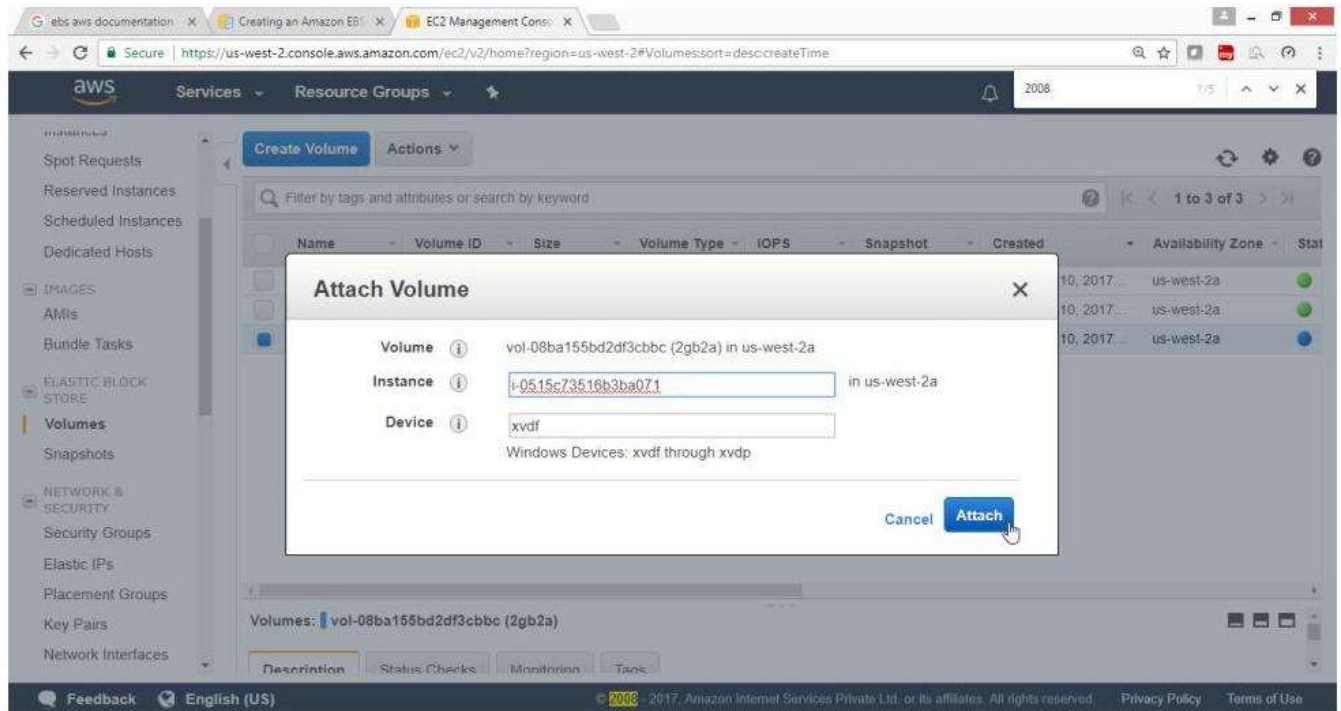 ebs aws documentation
Creating an Amazon EBS
EC2 Management Conso
Secure https://us-west-2.console.aws.amazon.com/ec2/v2/home?region=us-west-2#Volumes:sort=desc:createTime
aws Services Resource Groups
2008 1/5
Instances
Spot Requests
Reserved Instances
Scheduled Instances
Dedicated Hosts
IMAGES
AMIs
Bundle Tasks
ELASTIC BLOCK
STORE
Volumes
Snapshots
NETWORK &
SECURITY
Security Groups
Elastic IPs
Placement Groups
Key Pairs
Network Interfaces
Create Volume Actions
Filter by tags and attributes or search by keyword 1 to 3 of 3
Name Volume ID Size Volume Type IOPS Snapshot Created Availability Zone Stat
10, 2017... us-west-2a
10, 2017... us-west-2a
10, 2017... us-west-2a
Attach Volume
Volume i vol-08ba155bd2df3cbbc (2gb2a) in us-west-2a
Instance i i-0515c73516b3ba071 in us-west-2a
Device i xvdf
Windows Devices: xvdf through xvdp
Cancel Attach
Volumes: vol-08ba155bd2df3cbbc (2gb2a)
Description Status Checks Monitoring Tags
Feedback English (US) © 2008 - 2017, Amazon Internet Services Private Ltd. or its affiliates. All rights reserved. Privacy Policy Terms of Use